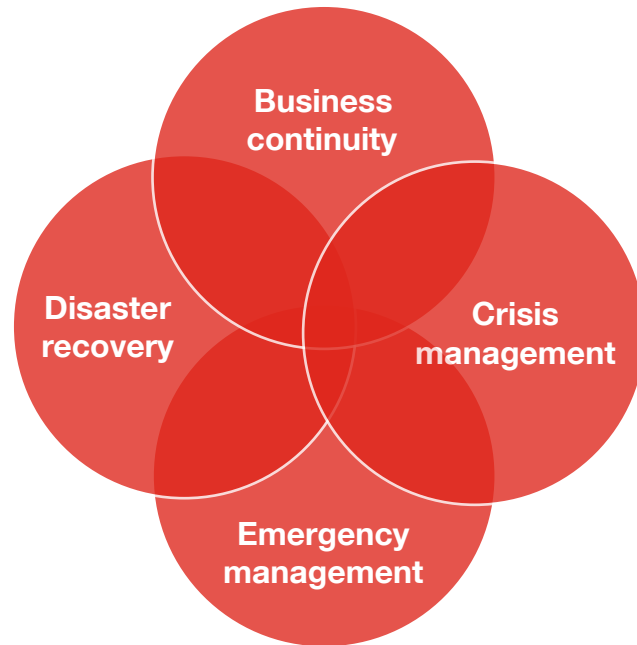 Business
continuity
Disaster
recovery
Crisis
management
Emergency
management